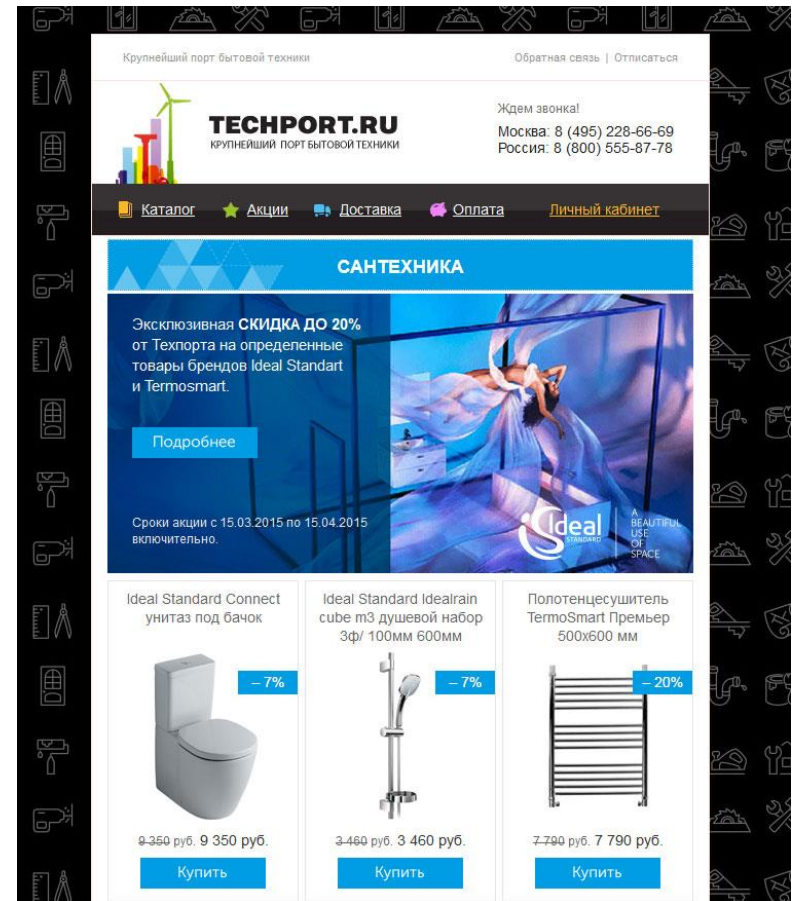 Крупнейший порт бытовой техники
Обратная связь | Отписаться
TECHPORT.RU
КРУПНЕЙШИЙ ПОРТ БЫТОВОЙ ТЕХНИКИ
Ждем звонка!
Москва: 8 (495) 228-66-69
Россия: 8 (800) 555-87-78
Каталог Акции Доставка Оплата Личный кабинет
САНТЕХНИКА
Эксклюзивная СКИДКА ДО 20%
от Техпорта на определенные
товары брендов Ideal Standart
и Termosmart.
Подробнее
Сроки акции с 15.03.2015 по 15.04.2015
включительно.
Ideal
STANDARD
A
BEAUTIFUL
USE
OF
SPACE
Ideal Standard Connect
унитаз под бачок
– 7%
9 350 руб. 9 350 руб.
Купить
Ideal Standard Idealrain
cube m3 душевой набор
3ф/ 100мм 600мм
– 7%
3 460 руб. 3 460 руб.
Купить
Полотенцесушитель
TermoSmart Премьер
500x600 мм
– 20%
7 790 руб. 7 790 руб.
Купить